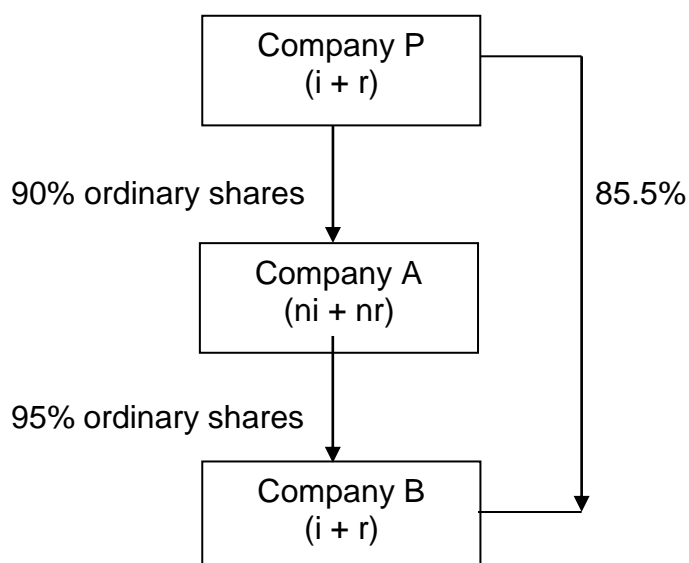 Company P
(i + r)
90% ordinary shares
85.5%
Company A
(ni + nr)
95% ordinary shares
Company B
(i + r)